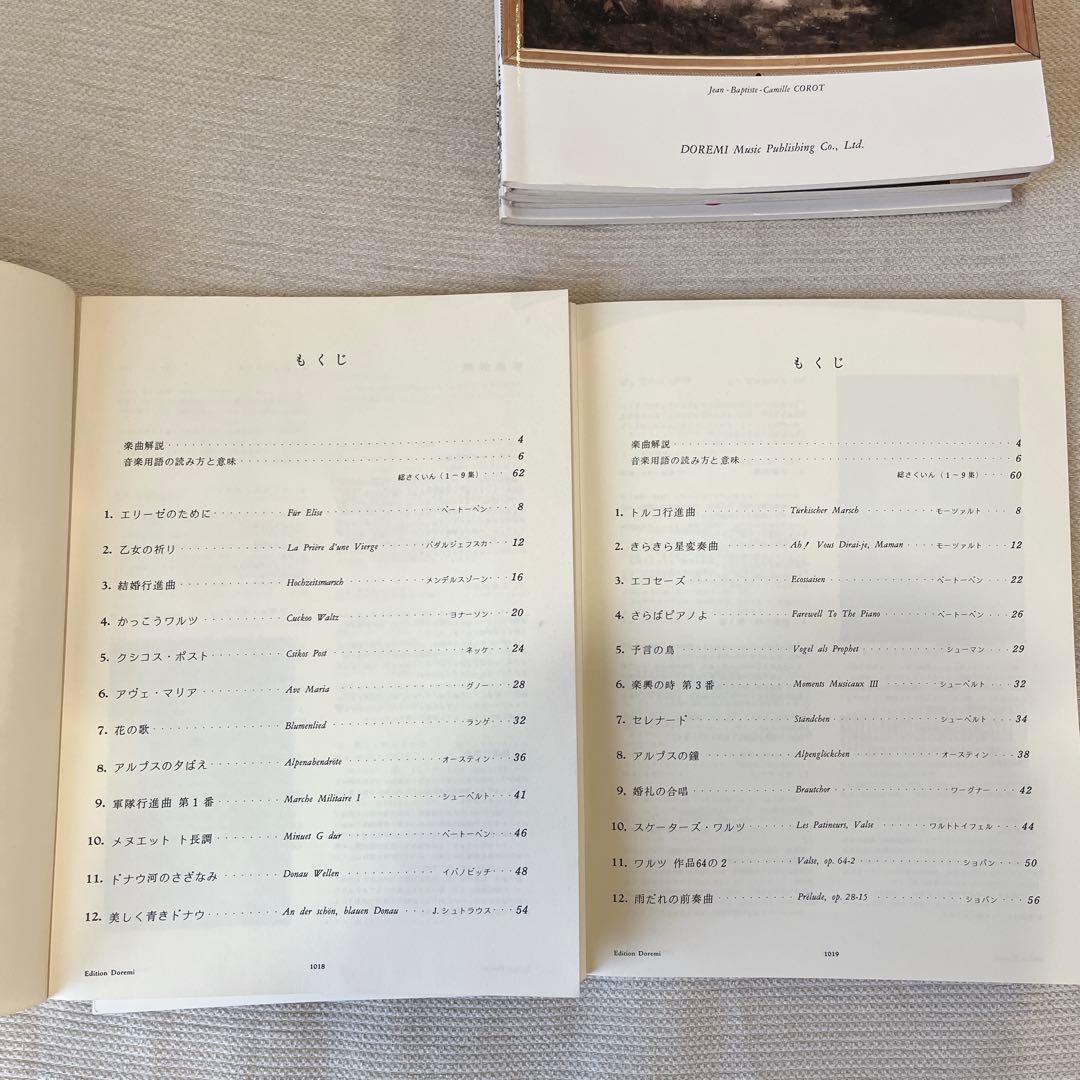 Jean-Baptiste-Camille COROT
DOREMI Music Publishing Co., Ltd.
もくじ
楽曲解説 4
音楽用語の読み方と意味 6
総さくいん（1～9集） 62
1. エリーゼのために Für Elise ベートーベン 8
2. 乙女の祈り La Prière d'une Vierge バダルジェフスカ 12
3. 結婚行進曲 Hochzeitsmarsch メンデルスゾーン 16
4. かっこうワルツ Cuckoo Waltz ヨナーソン 20
5. クシコス・ポスト Csikos Post ネッケ 24
6. アヴェ・マリア Ave Maria グノー 28
7. 花の歌 Blumenlied ランゲ 32
8. アルプスの夕ばえ Alpenabendröte オースティン 36
9. 軍隊行進曲 第1番 Marche Militaire I シューベルト 41
10. メヌエット ト長調 Minuet G dur ベートーベン 46
11. ドナウ河のさざなみ Donau Wellen イバノビッチ 48
12. 美しく青きドナウ An der schön, blauen Donau J.シュトラウス 54
Edition Doremi 1018
もくじ
楽曲解説 4
音楽用語の読み方と意味 6
総さくいん（1～9集） 60
1. トルコ行進曲 Türkischer Marsch モーツァルト 8
2. きらきら星変奏曲 Ah! Vous Dirai-je, Maman モーツァルト 12
3. エコセーズ Ecossaisen ベートーベン 22
4. さらばピアノよ Farewell To The Piano ベートーベン 26
5. 予言の鳥 Vogel als Prophet シューマン 29
6. 楽興の時 第3番 Moments Musicaux III シューベルト 32
7. セレナード Ständchen シューベルト 34
8. アルプスの鐘 Alpenglöckchen オースティン 38
9. 婚礼の合唱 Brautchor ワーグナー 42
10. スケーターズ・ワルツ Les Patineurs, Valse ワルトトイフェル 44
11. ワルツ 作品64の2 Valse, op. 64-2 ショパン 50
12. 雨だれの前奏曲 Prélude, op. 28-15 ショパン 56
Edition Doremi 1019